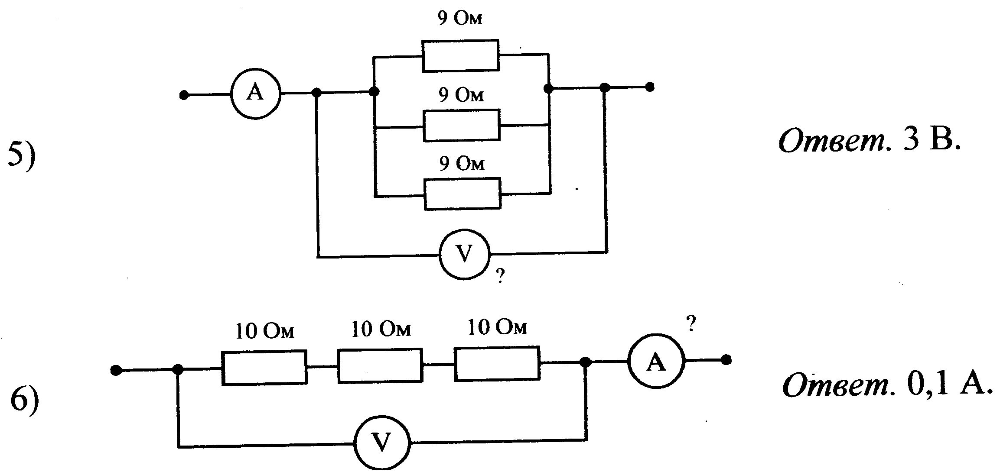 5)
9 Ом
A
9 Ом
9 Ом
V
?
Ответ. 3 В.
6)
10 Ом 10 Ом 10 Ом
?
A
V
Ответ. 0,1 А.